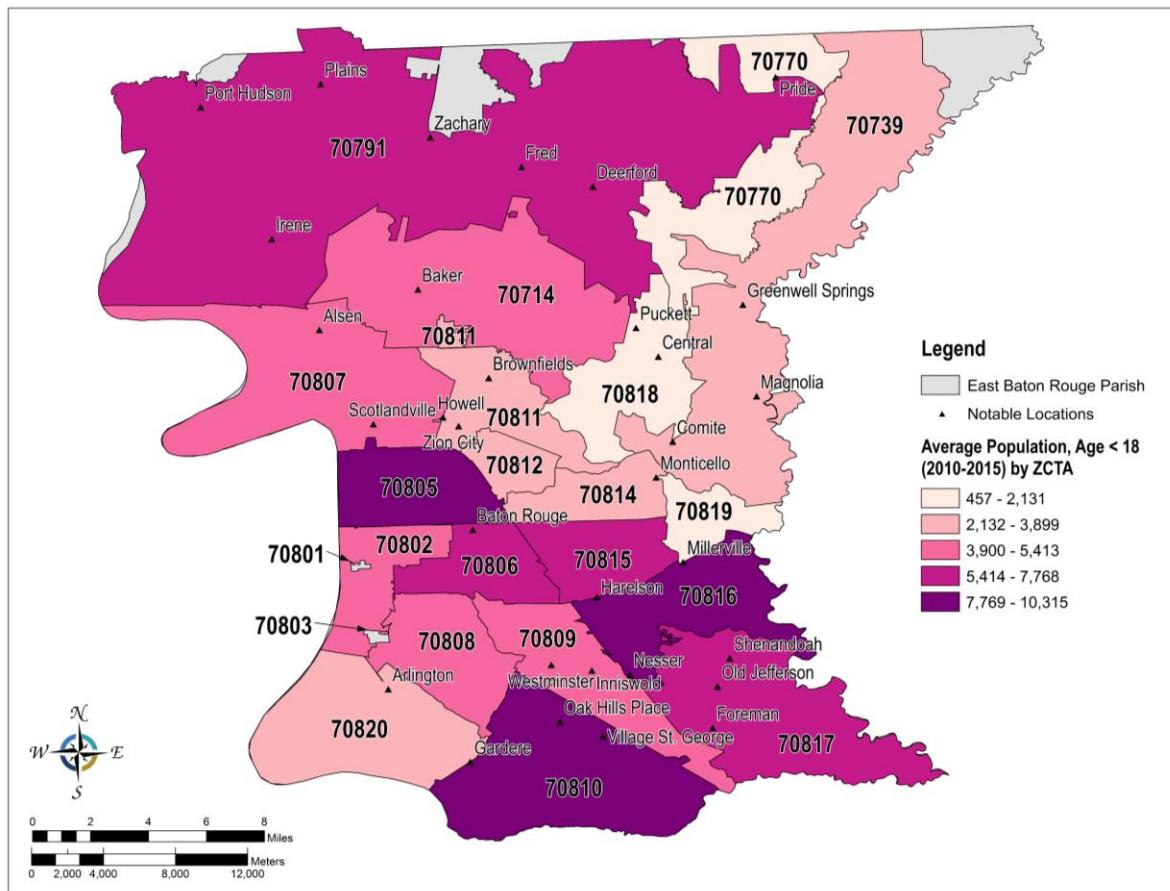 70770
Plains
Pride
Port Hudson
70739
Zachary
70791
Fred
Deerford
70770
Irene
Baker
70714
Greenwell Springs
Alsen
Puckett
70811
Central
Brownfields
70807
70818
Magnolia
Howell
Scotlandville
70811
Zion City
Comite
70812
Monticello
70805
70814
70819
Baton Rouge
70802
70801
Millerville
70806
70815
Harelson
70816
70803
70808
70809
Shenandoah
Nesser
Arlington
Westminster
Inniswold
Old Jefferson
Oak Hills Place
70820
Foreman
Village St. George
Gardere
70817
70810
Legend
East Baton Rouge Parish
Notable Locations
Average Population, Age < 18
(2010-2015) by ZCTA
457 - 2,131
2,132 - 3,899
3,900 - 5,413
5,414 - 7,768
7,769 - 10,315
N
W E
S
0 2 4 6 8
Miles
Meters
0 2,000 4,000 8,000 12,000